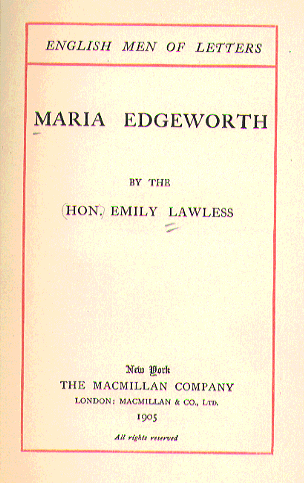 ENGLISH MEN OF LETTERS
MARIA EDGEWORTH
BY THE
(HON.) EMILY LAWLESS
New York
THE MACMILLAN COMPANY
LONDON: MACMILLAN & CO., LTD.
1905
All rights reserved